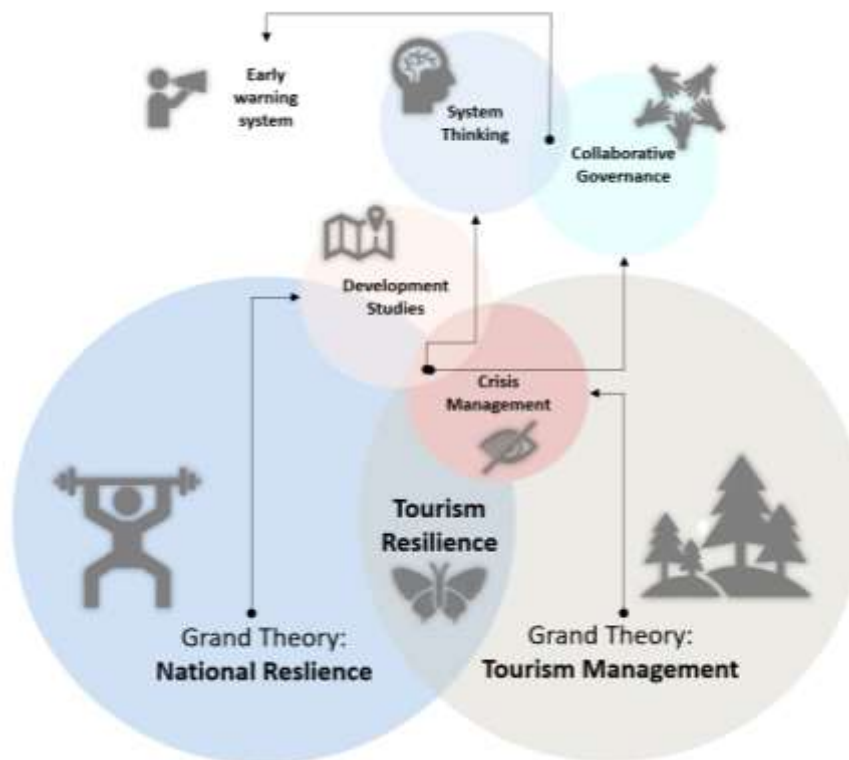 Early
warning
system
System
Thinking
Collaborative
Governance
Development
Studies
Crisis
Management
Tourism
Resilience
Grand Theory:
National Reslience
Grand Theory:
Tourism Management